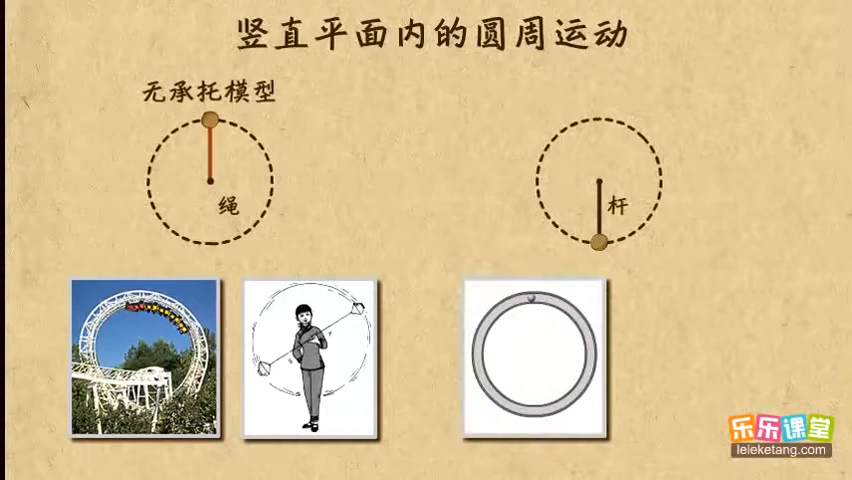 竖直平面内的圆周运动
无承托模型
绳
杆
乐乐课堂
leleketang.com